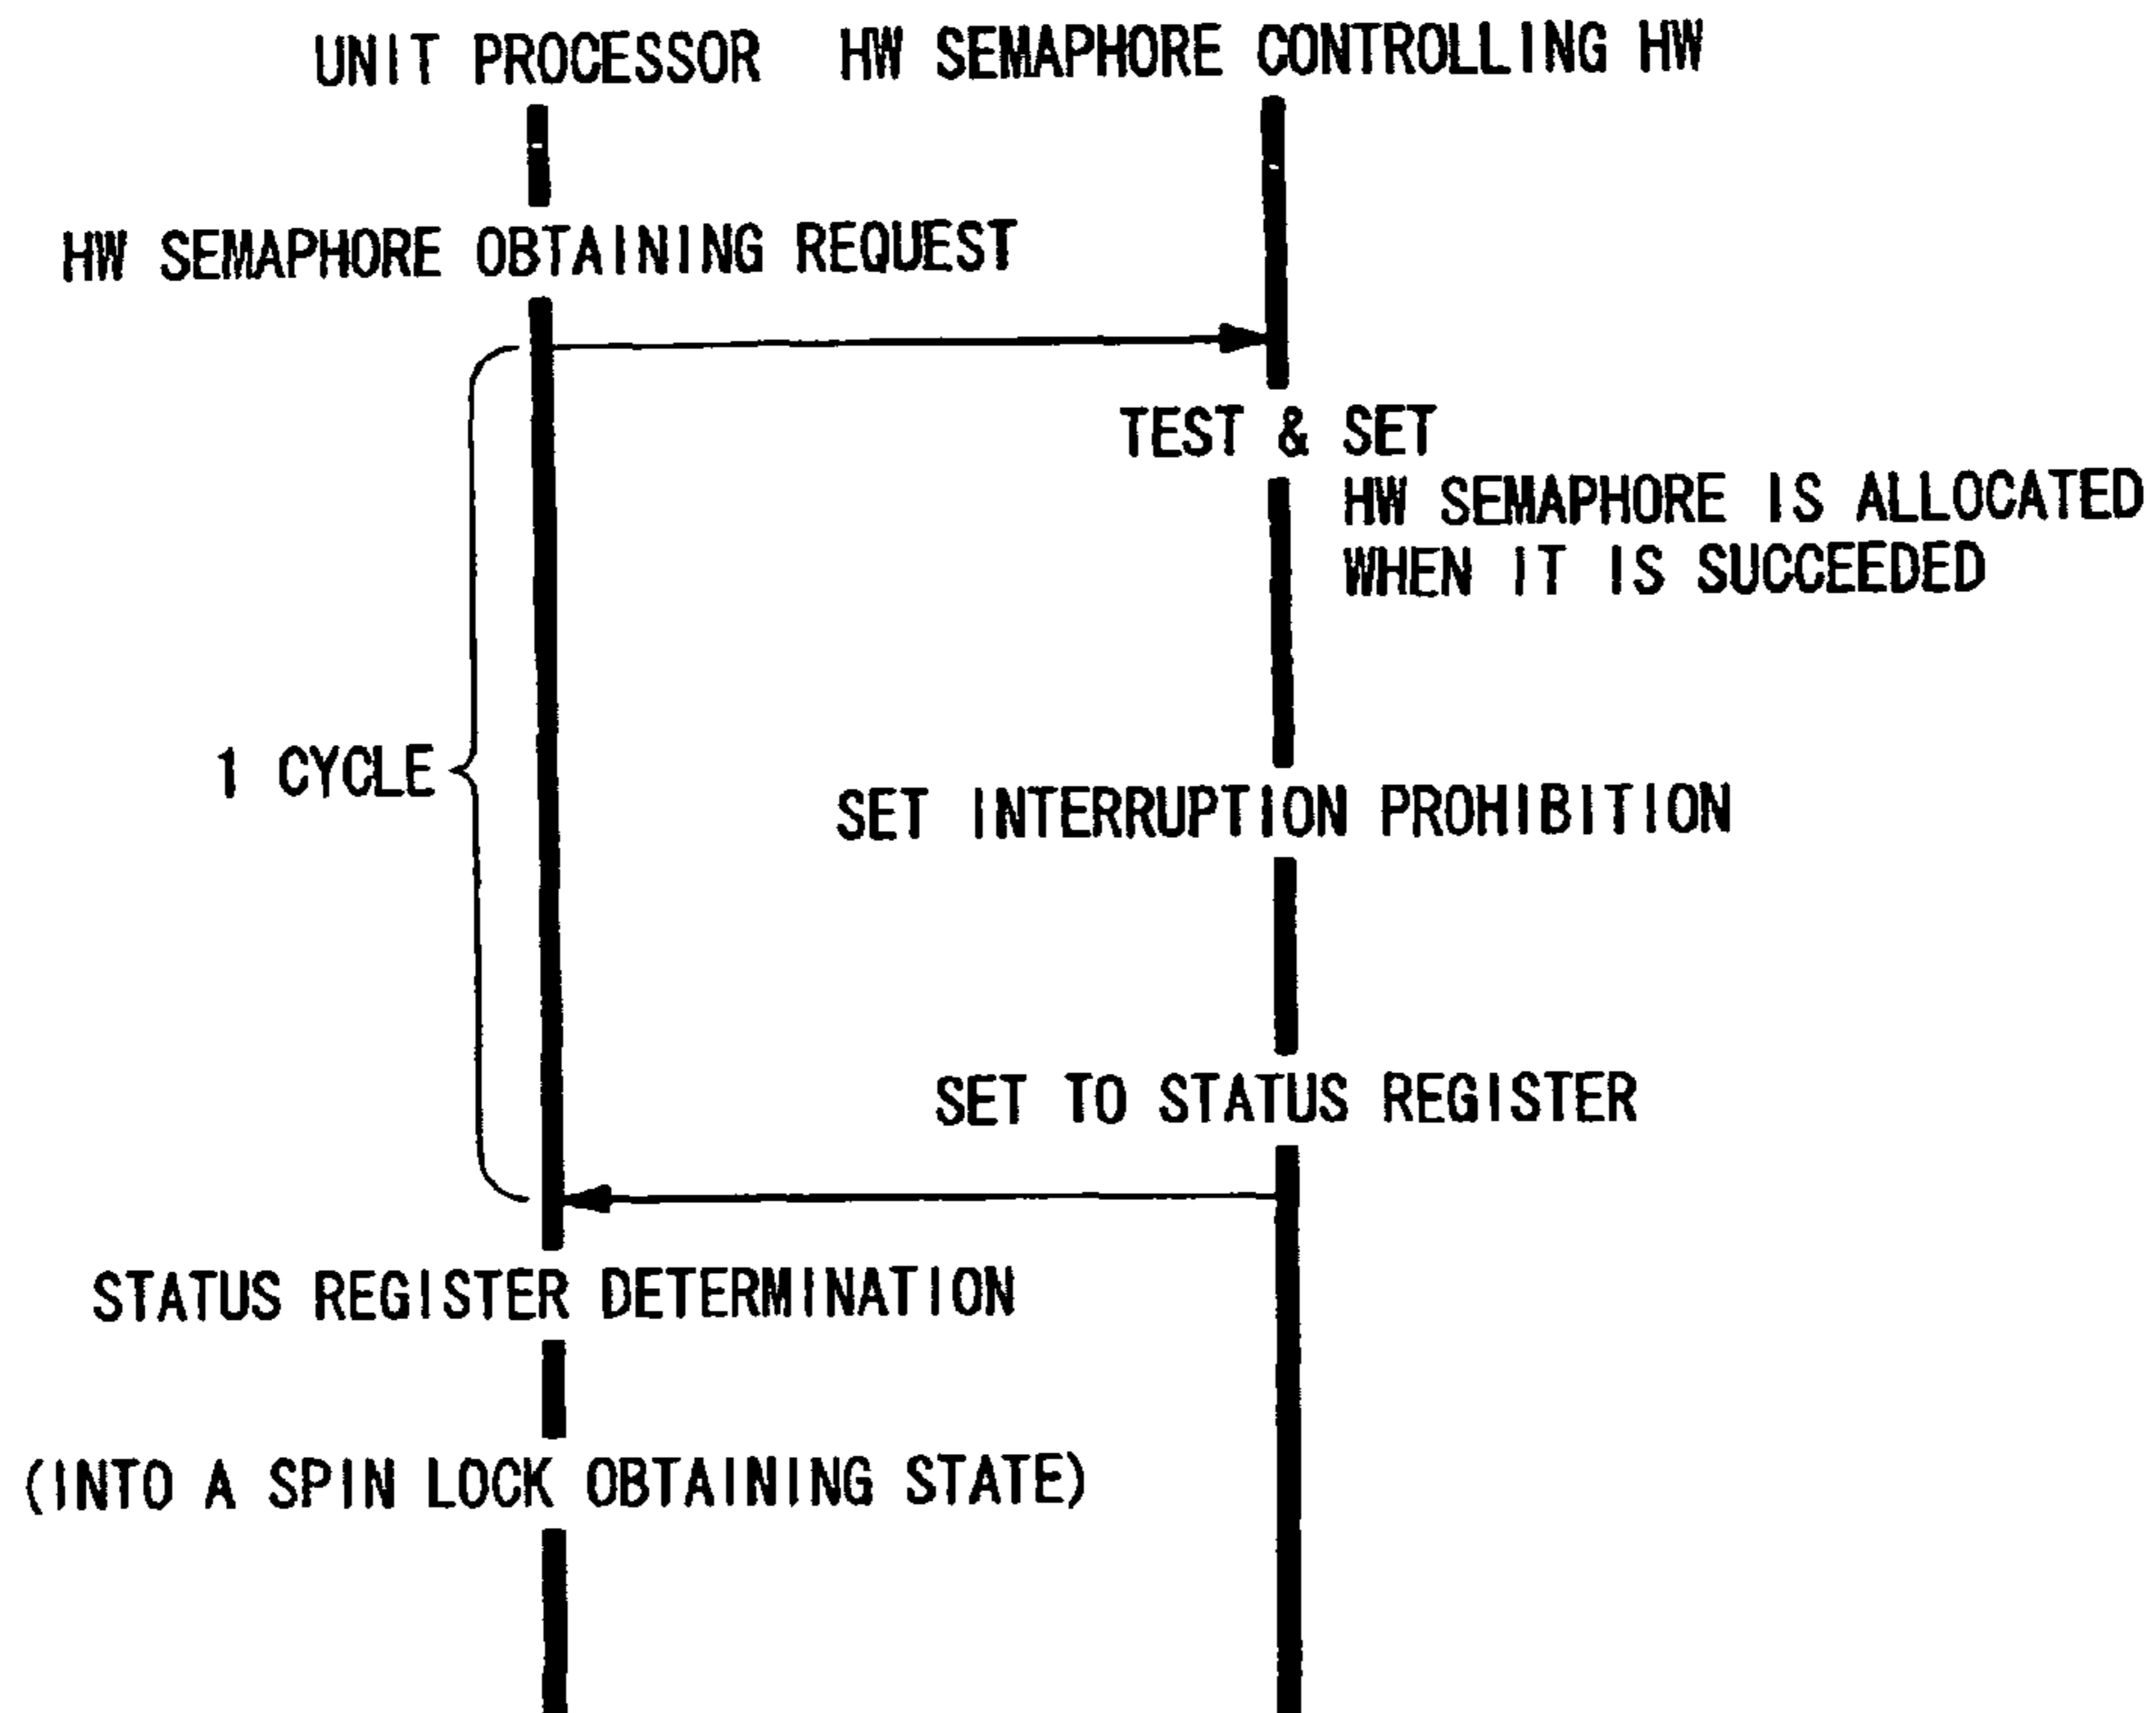 UNIT PROCESSOR
HW SEMAPHORE CONTROLLING HW
HW SEMAPHORE OBTAINING REQUEST
TEST & SET
HW SEMAPHORE IS ALLOCATED
WHEN IT IS SUCCEEDED
1 CYCLE
SET INTERRUPTION PROHIBITION
SET TO STATUS REGISTER
STATUS REGISTER DETERMINATION
(INTO A SPIN LOCK OBTAINING STATE)